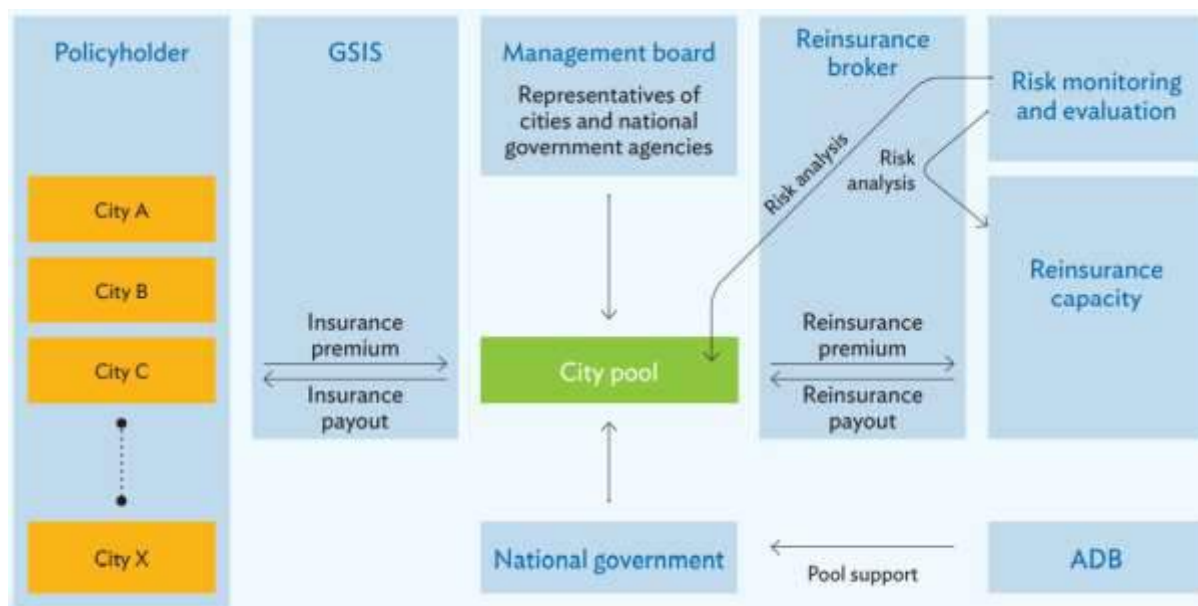 Policyholder
City A
City B
City C
City X
GSIS
Insurance
premium
Insurance
payout
Management board
Representatives of
cities and national
government agencies
City pool
National government
Reinsurance
broker
Risk analysis
Risk
analysis
Reinsurance
premium
Reinsurance
payout
Pool support
Risk monitoring
and evaluation
Reinsurance
capacity
ADB